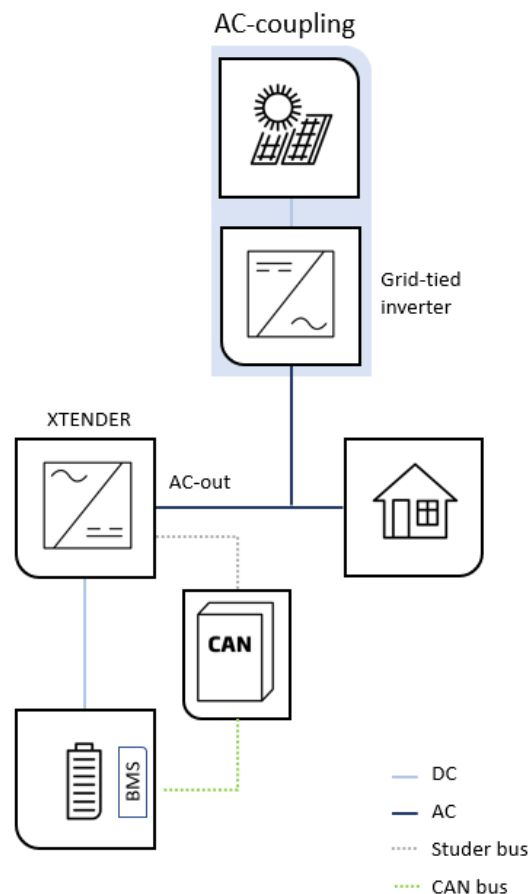 AC-coupling
Grid-tied
inverter
XTENDER
AC-out
CAN
BMS
DC
AC
Studer bus
CAN bus